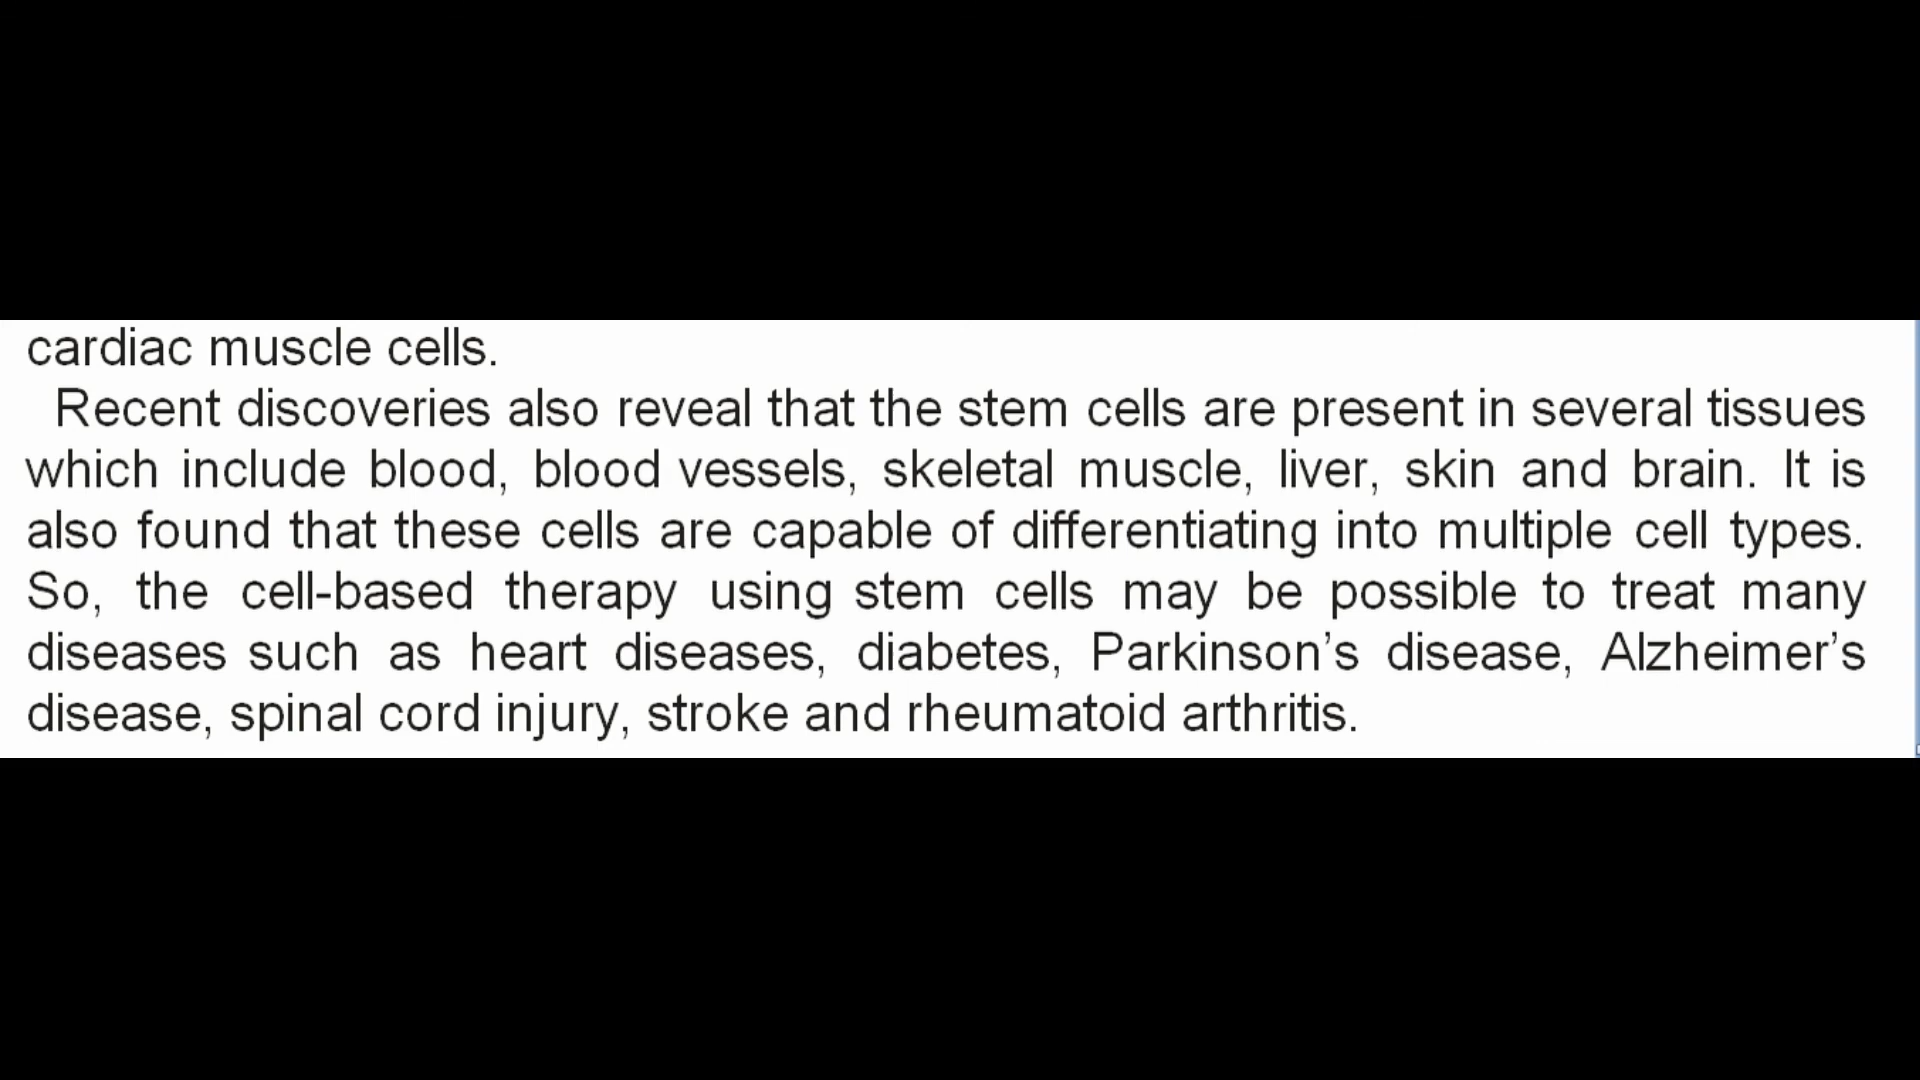 cardiac muscle cells.
Recent discoveries also reveal that the stem cells are present in several tissues
which include blood, blood vessels, skeletal muscle, liver, skin and brain. It is
also found that these cells are capable of differentiating into multiple cell types.
So, the cell-based therapy using stem cells may be possible to treat many
diseases such as heart diseases, diabetes, Parkinson’s disease, Alzheimer’s
disease, spinal cord injury, stroke and rheumatoid arthritis.